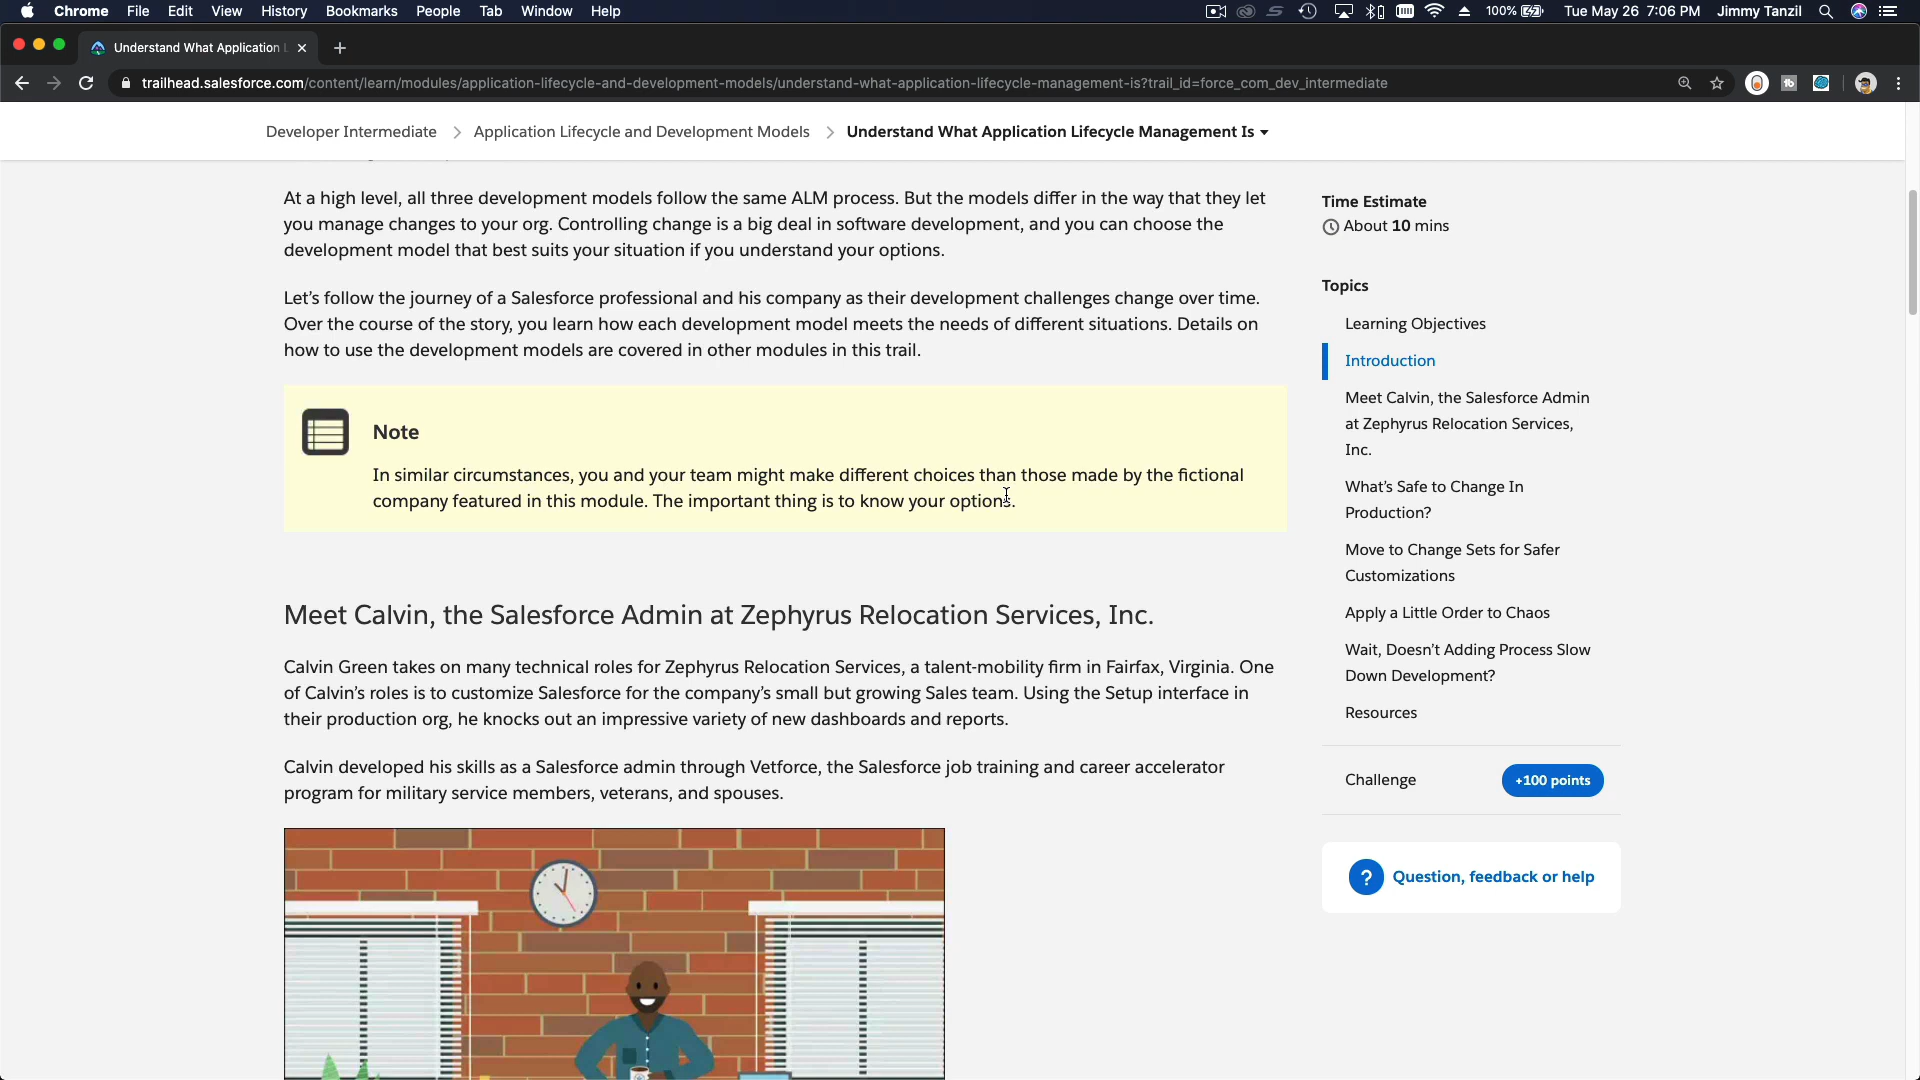 Chrome File Edit View History Bookmarks People Tab Window Help 100% Tue May 26 7:06 PM Jimmy Tanzil
Understand What Application L
trailhead.salesforce.com/content/learn/modules/application-lifecycle-and-development-models/understand-what-application-lifecycle-management-is?trail_id=force_com_dev_intermediate
Developer Intermediate > Application Lifecycle and Development Models > Understand What Application Lifecycle Management Is
At a high level, all three development models follow the same ALM process. But the models differ in the way that they let
you manage changes to your org. Controlling change is a big deal in software development, and you can choose the
development model that best suits your situation if you understand your options.
Let's follow the journey of a Salesforce professional and his company as their development challenges change over time.
Over the course of the story, you learn how each development model meets the needs of different situations. Details on
how to use the development models are covered in other modules in this trail.
Note
In similar circumstances, you and your team might make different choices than those made by the fictional
company featured in this module. The important thing is to know your options.
Meet Calvin, the Salesforce Admin at Zephyrus Relocation Services, Inc.
Calvin Green takes on many technical roles for Zephyrus Relocation Services, a talent-mobility firm in Fairfax, Virginia. One
of Calvin's roles is to customize Salesforce for the company's small but growing Sales team. Using the Setup interface in
their production org, he knocks out an impressive variety of new dashboards and reports.
Calvin developed his skills as a Salesforce admin through Vetforce, the Salesforce job training and career accelerator
program for military service members, veterans, and spouses.
Time Estimate
About 10 mins
Topics
Learning Objectives
Introduction
Meet Calvin, the Salesforce Admin
at Zephyrus Relocation Services,
Inc.
What's Safe to Change In
Production?
Move to Change Sets for Safer
Customizations
Apply a Little Order to Chaos
Wait, Doesn't Adding Process Slow
Down Development?
Resources
Challenge +100 points
? Question, feedback or help